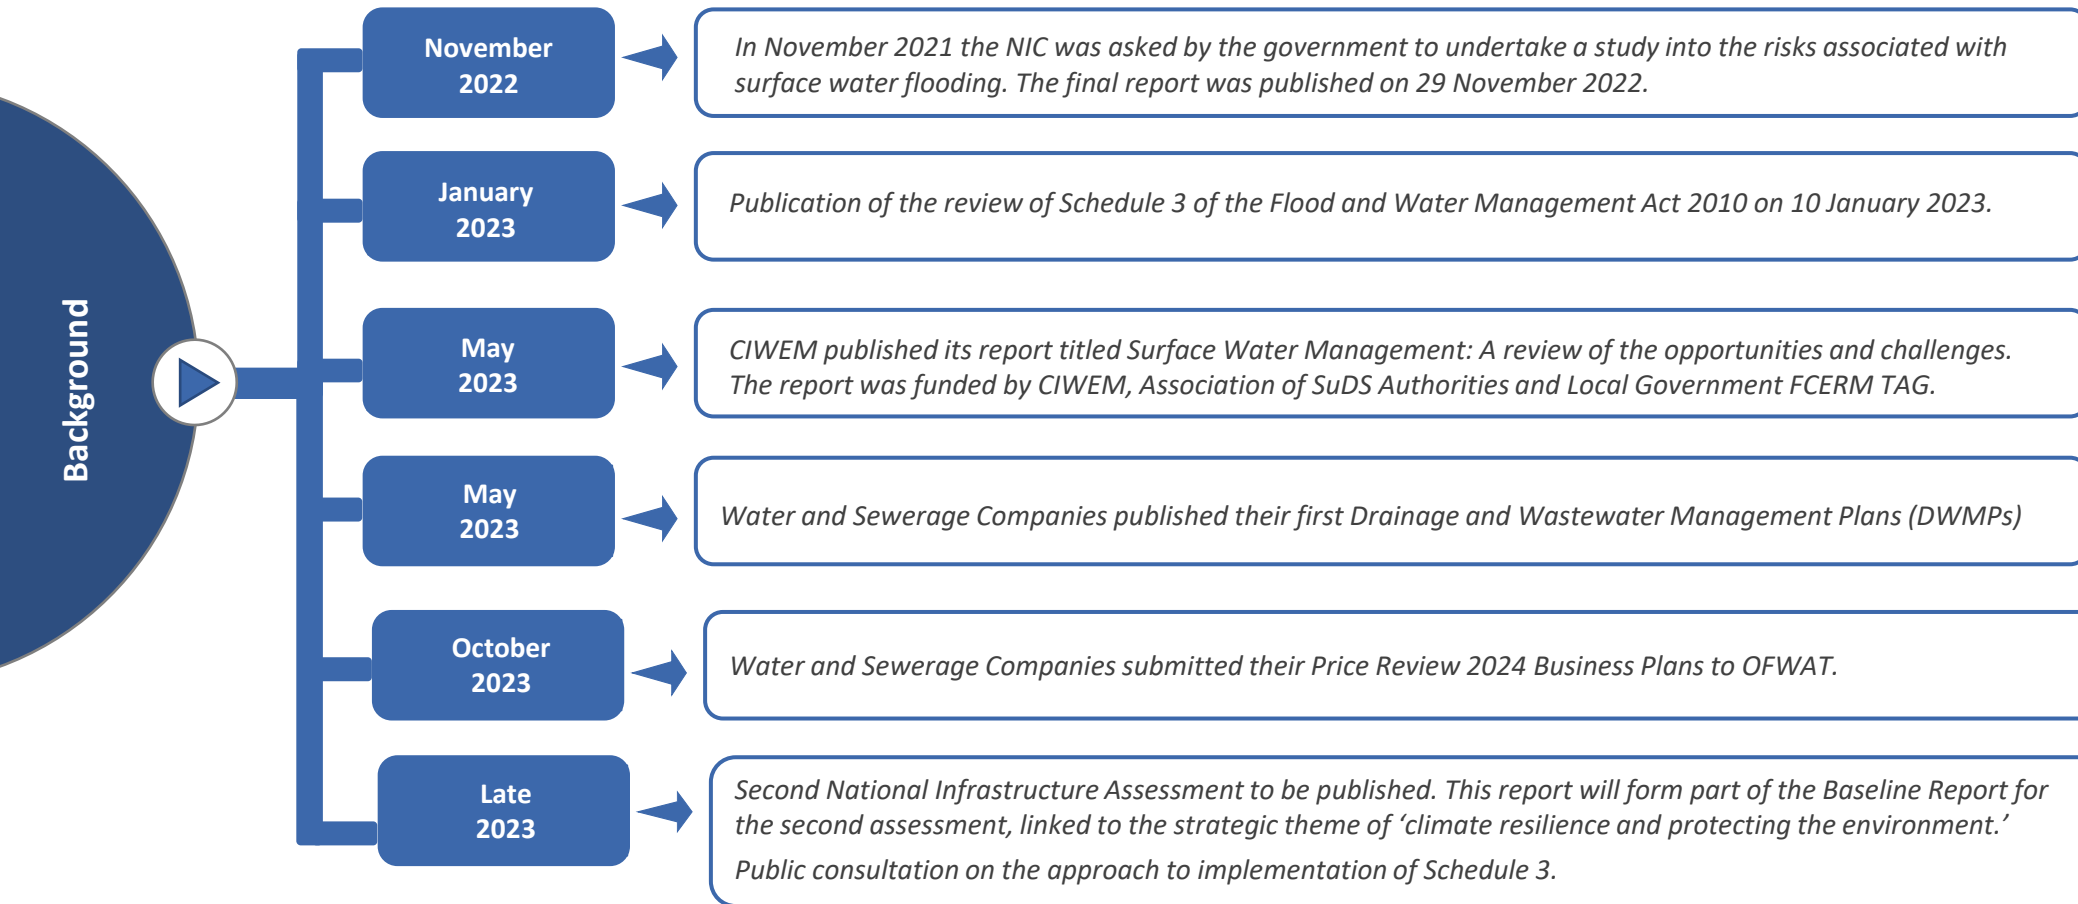 Background
November
2022
In November 2021 the NIC was asked by the government to undertake a study into the risks associated with
surface water flooding. The final report was published on 29 November 2022.
January
2023
Publication of the review of Schedule 3 of the Flood and Water Management Act 2010 on 10 January 2023.
May
2023
CIWEM published its report titled Surface Water Management: A review of the opportunities and challenges.
The report was funded by CIWEM, Association of SuDS Authorities and Local Government FCERM TAG.
May
2023
Water and Sewerage Companies published their first Drainage and Wastewater Management Plans (DWMPs)
October
2023
Water and Sewerage Companies submitted their Price Review 2024 Business Plans to OFWAT.
Late
2023
Second National Infrastructure Assessment to be published. This report will form part of the Baseline Report for
the second assessment, linked to the strategic theme of ‘climate resilience and protecting the environment.’
Public consultation on the approach to implementation of Schedule 3.